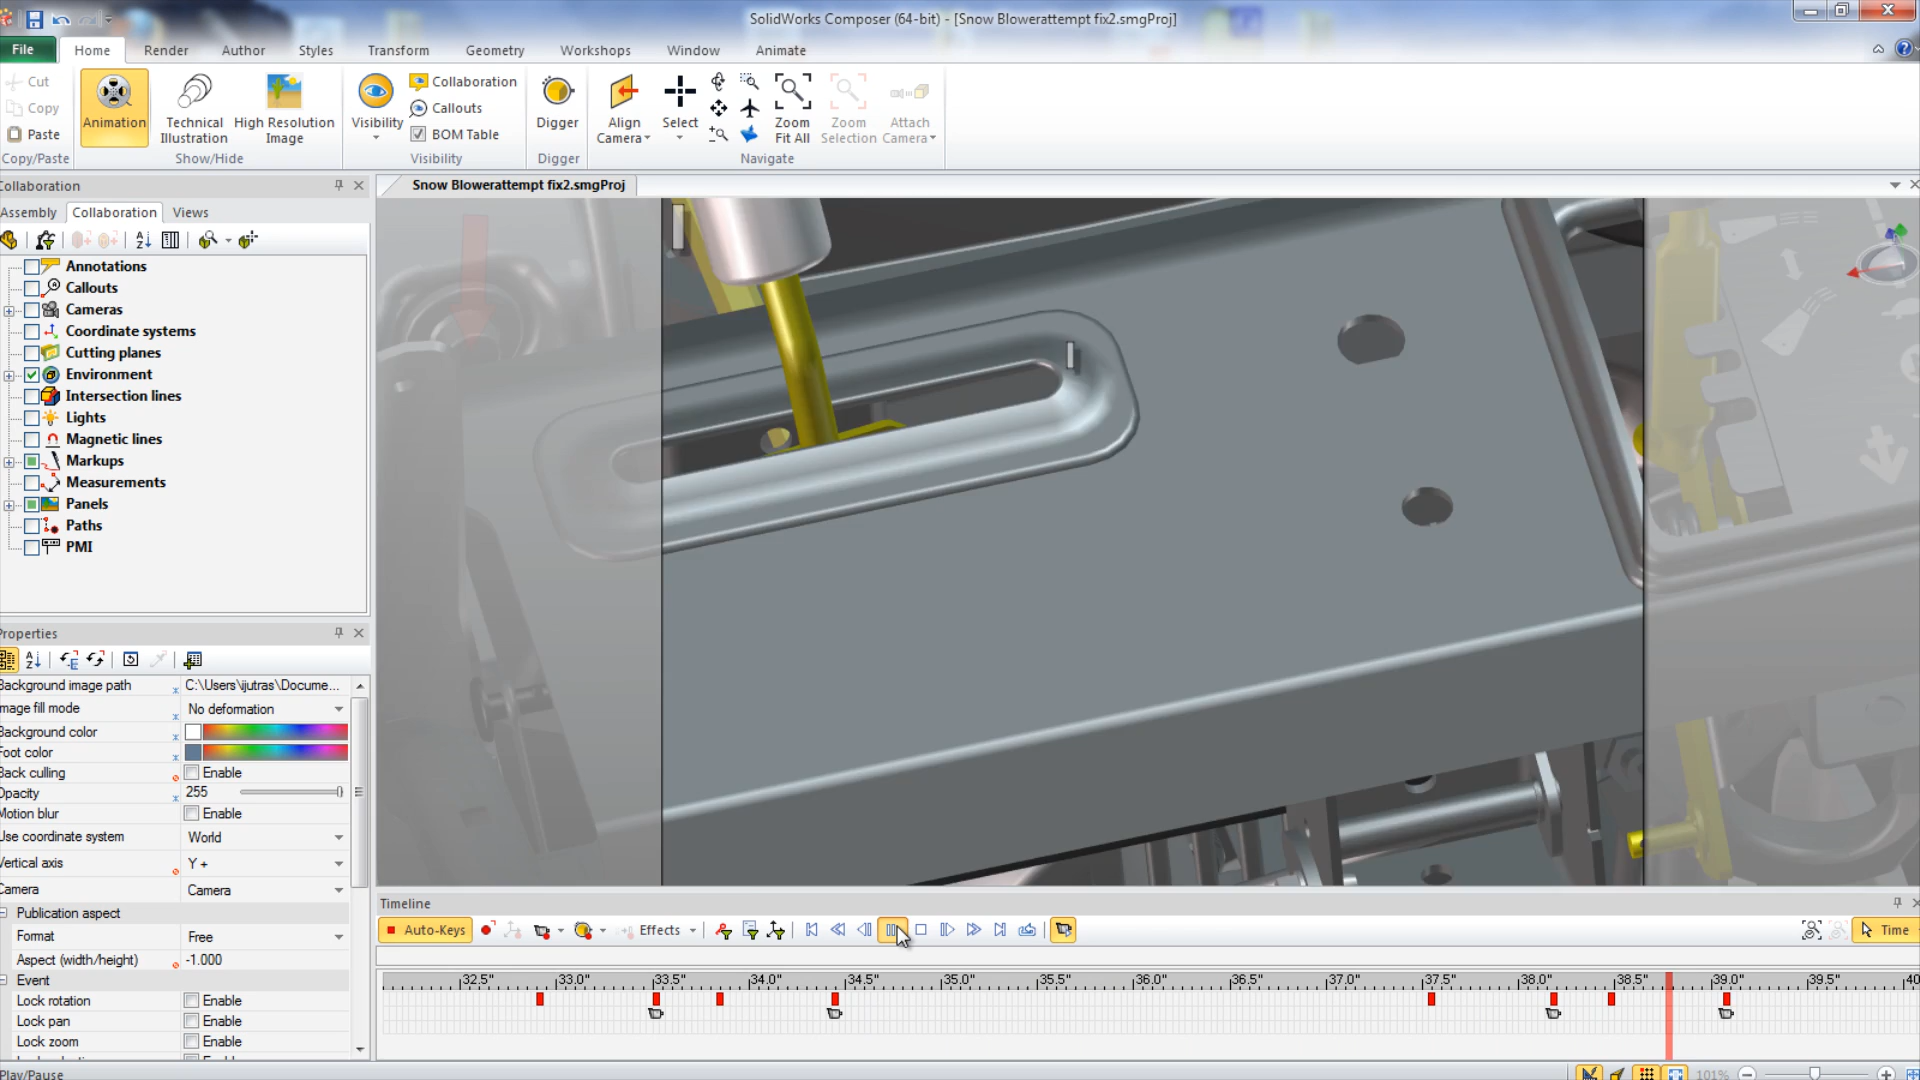 SolidWorks Composer (64-bit) - [Snow Blowerattempt fix2.smgProj]
File Home Render Author Styles Transform Geometry Workshops Window Animate
Cut
Copy
Paste
Copy/Paste
Animation
Technical Illustration
High Resolution Image
Show/Hide
Visibility
Collaboration
Callouts
BOM Table
Visibility
Digger
Digger
Align Camera
Select
Zoom Fit All
Zoom Selection
Attach Camera
Navigate
Collaboration
Snow Blowerattempt fix2.smgProj
Assembly Collaboration Views
Annotations
Callouts
Cameras
Coordinate systems
Cutting planes
Environment
Intersection lines
Lights
Magnetic lines
Markups
Measurements
Panels
Paths
PMI
Properties
Background image path C:\Users\ijutras\Docume...
Image fill mode No deformation
Background color
Foot color
Back culling Enable
Opacity 255
Motion blur Enable
Use coordinate system World
Vertical axis Y +
Camera Camera
Publication aspect
Format Free
Aspect (width/height) -1.000
Event
Lock rotation Enable
Lock pan Enable
Lock zoom Enable
Timeline
Auto-Keys Effects Time
32.5" 33.0" 33.5" 34.0" 34.5" 35.0" 35.5" 36.0" 36.5" 37.0" 37.5" 38.0" 38.5" 39.0" 39.5" 40
Play/Pause
101%